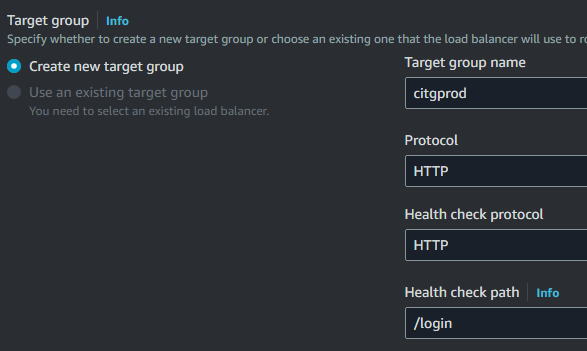 Target group Info
Specify whether to create a new target group or choose an existing one that the load balancer will use to
Create new target group
Use an existing target group
You need to select an existing load balancer.
Target group name
citgprod
Protocol
HTTP
Health check protocol
HTTP
Health check path Info
/login